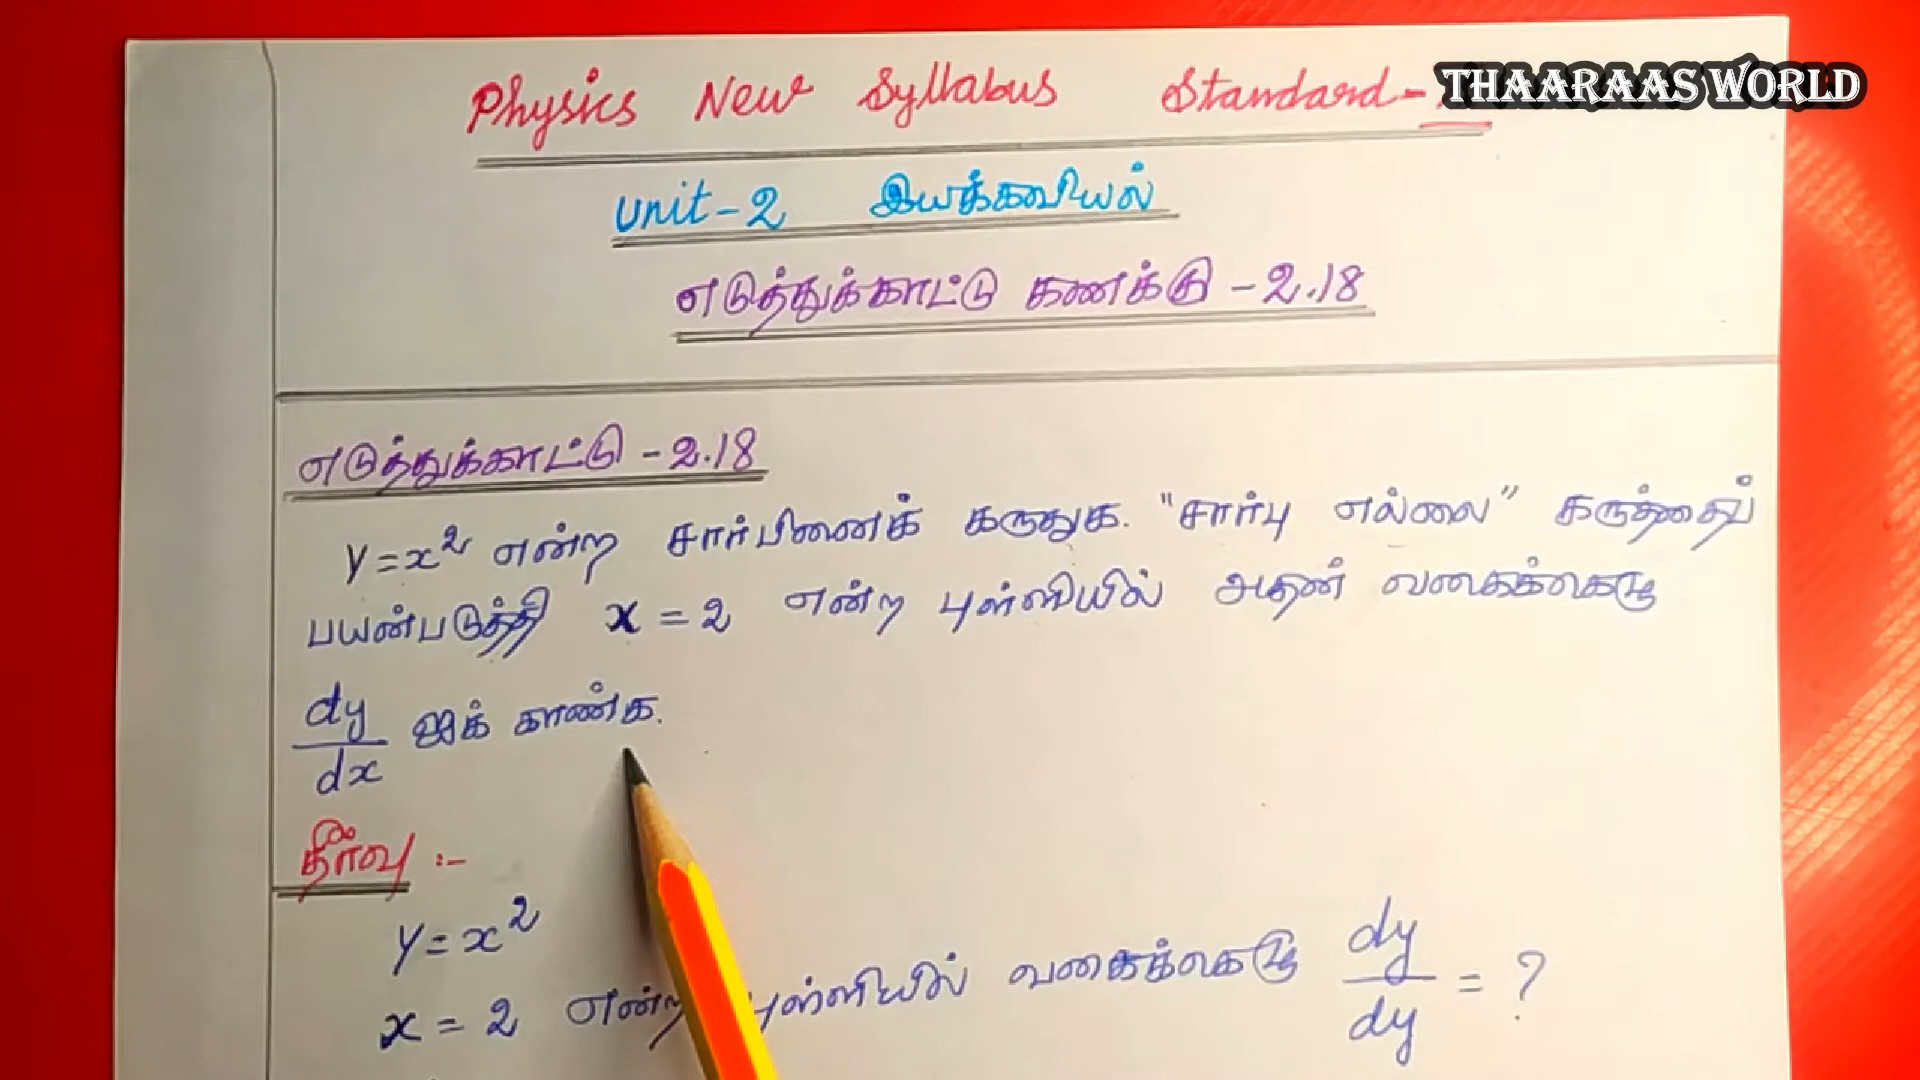 Physics New Syllabus Standard-
THAARAAS WORLD
Unit-2 இயக்கவியல்
எடுத்துக்காட்டு கணக்கு - 2.18
எடுத்துக்காட்டு - 2.18
y = x² என்ற சார்பினைக் கருதுக. "சார்பு எல்லை" கருத்தைப்
பயன்படுத்தி x = 2 என்ற புள்ளியில் அதன் வகைக்கெழு
dy/dx ஐக் காண்க.
தீர்வு :-
y = x²
x = 2 என்ற புள்ளியில் வகைக்கெழு dy/dy = ?